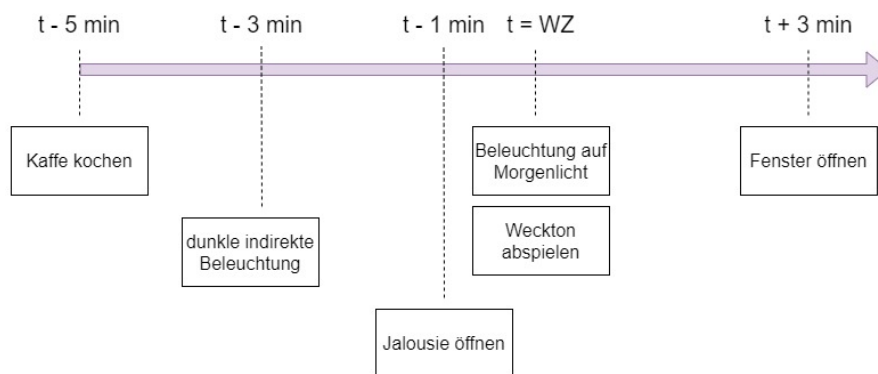 t - 5 min
t - 3 min
t - 1 min
t = WZ
t + 3 min
Kaffe kochen
dunkle indirekte
Beleuchtung
Jalousie öffnen
Beleuchtung auf
Morgenlicht
Weckton
abspielen
Fenster öffnen